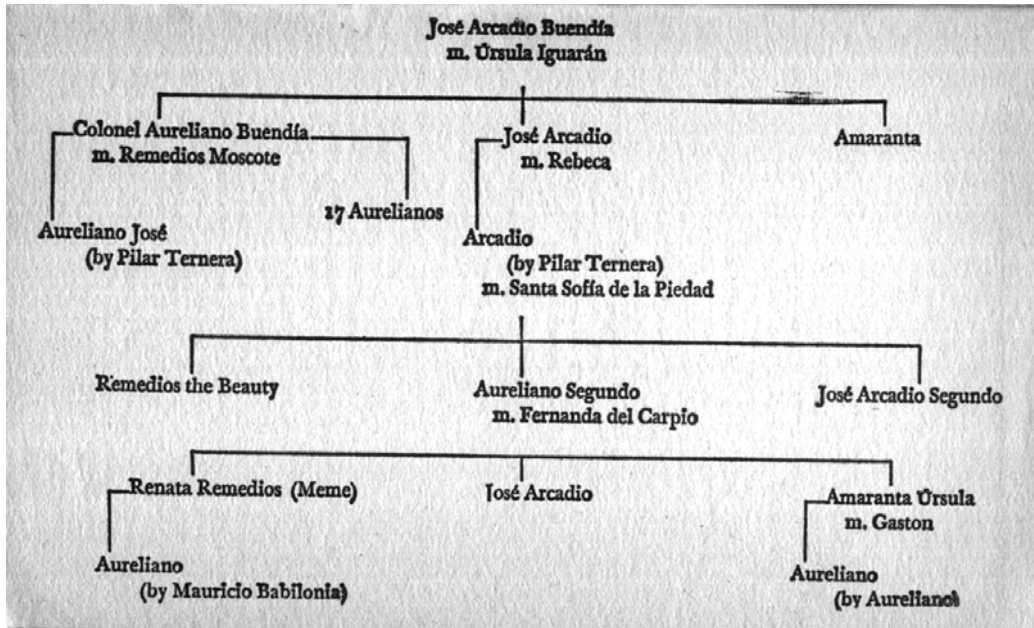 José Arcadio Buendía
m. Úrsula Iguarán
Colonel Aureliano Buendía
m. Remedios Moscote
José Arcadio
m. Rebeca
Amaranta
17 Aurelianos
Aureliano José
(by Pilar Ternera)
Arcadio
(by Pilar Ternera)
m. Santa Sofía de la Piedad
Remedios the Beauty
Aureliano Segundo
m. Fernanda del Carpio
José Arcadio Segundo
Renata Remedios (Meme)
José Arcadio
Amaranta Úrsula
m. Gaston
Aureliano
(by Mauricio Babilonia)
Aureliano
(by Aureliano)